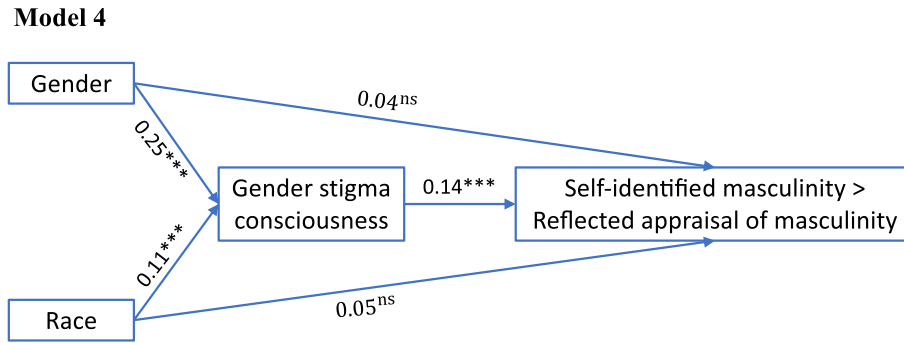 Model 4
Gender
0.04ns
0.25***
Gender stigma
consciousness
0.14***
Self-identified masculinity >
Reflected appraisal of masculinity
0.11***
Race
0.05ns